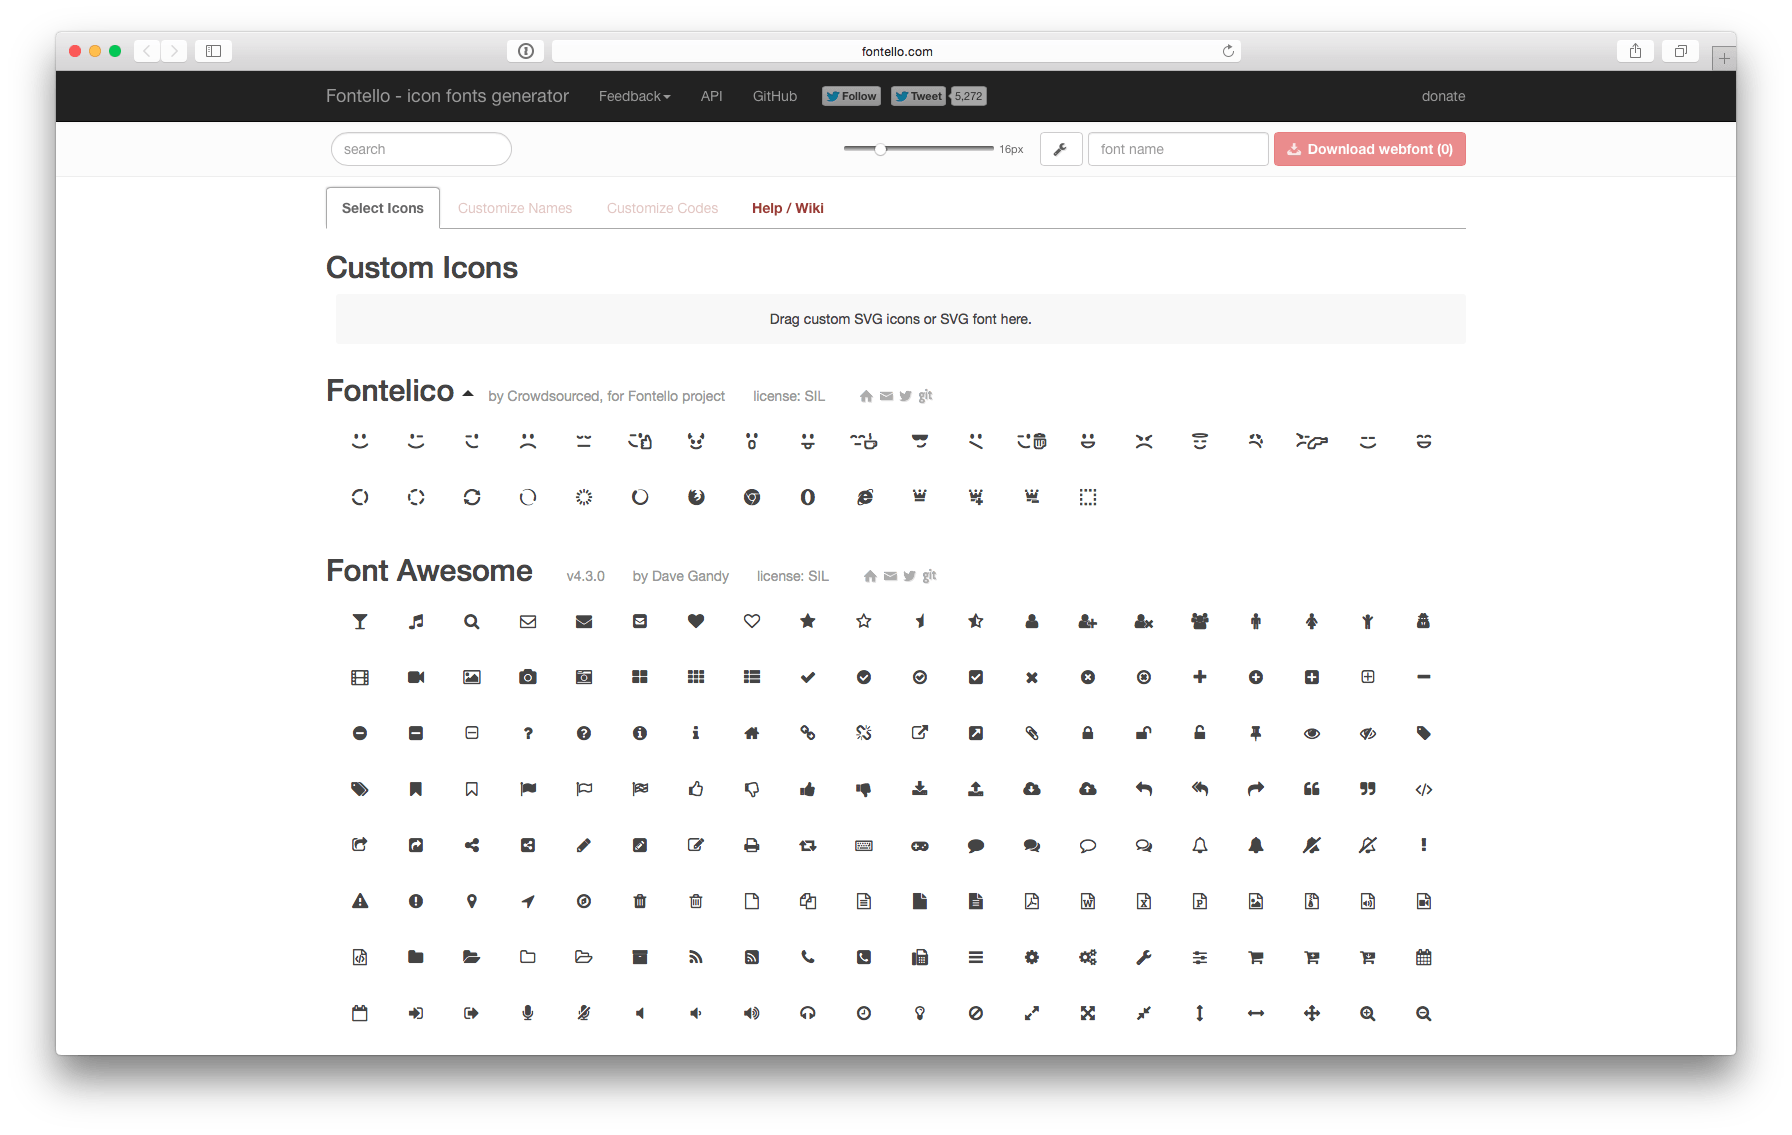 fontello.com
Fontello - icon fonts generator Feedback API GitHub Follow Tweet 5,272 donate
search 16px font name Download webfont (0)
Select Icons Customize Names Customize Codes Help / Wiki
Custom Icons
Drag custom SVG icons or SVG font here.
Fontelico by Crowdsourced, for Fontello project license: SIL git
Font Awesome v4.3.0 by Dave Gandy license: SIL git